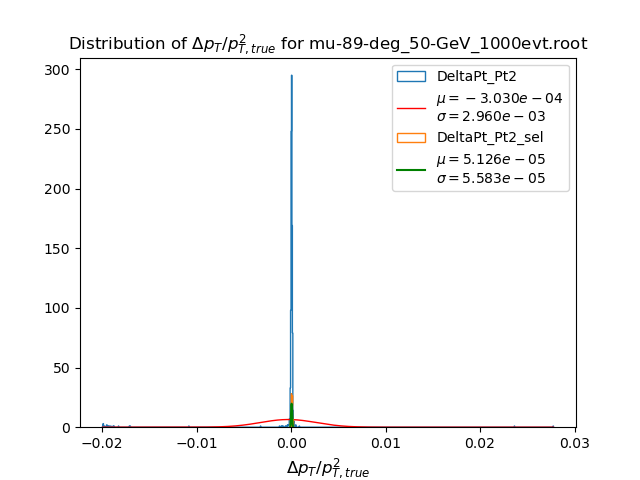 Distribution of Δp_T/p²_{T,true} for mu-89-deg_50-GeV_1000evt.root
300
250
200
150
100
50
0
−0.02
−0.01
0.00
0.01
0.02
0.03
Δp_T/p²_{T,true}
DeltaPt_Pt2
μ = −3.030e−04
σ = 2.960e−03
DeltaPt_Pt2_sel
μ = 5.126e−05
σ = 5.583e−05